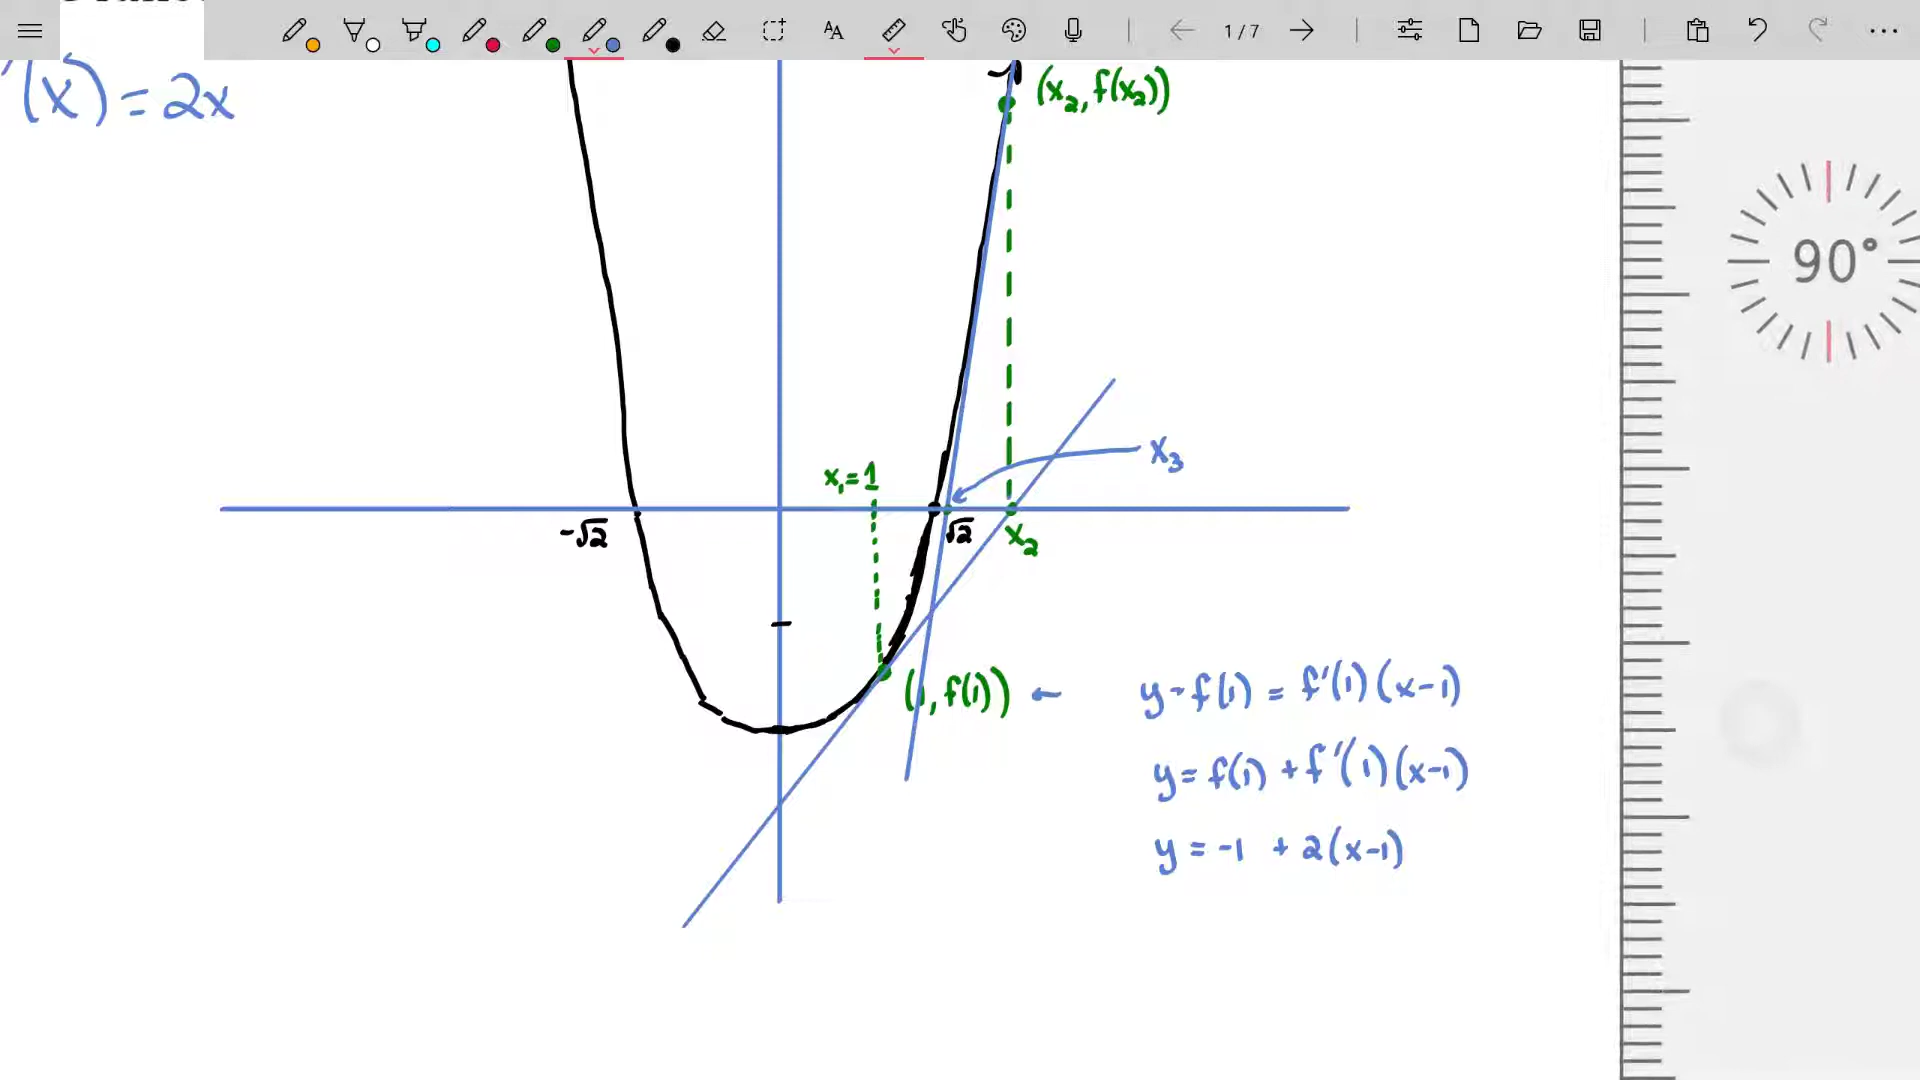 1 / 7
'(x) = 2x
(x₂, f(x₂))
90°
x₃
x₁ = 1
-√2
√2
x₂
(1, f(1)) ←
y - f(1) = f'(1)(x-1)
y = f(1) + f'(1)(x-1)
y = -1 + 2(x-1)